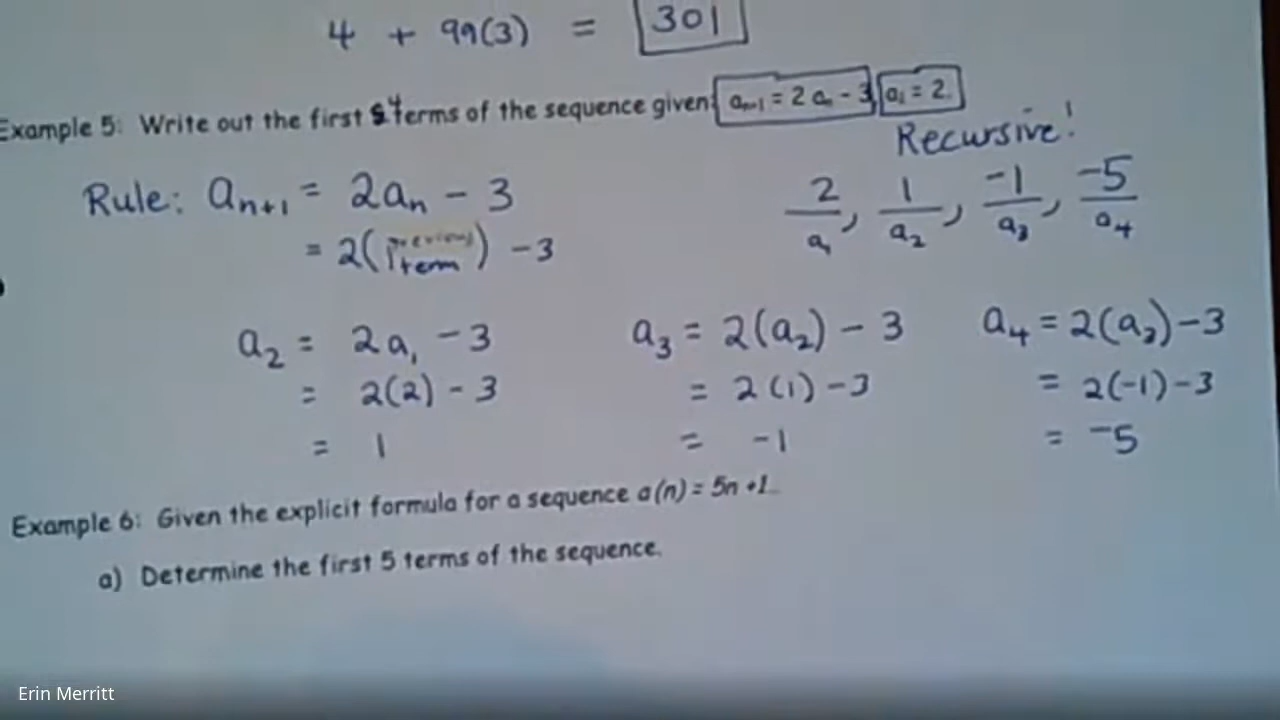 4 + 99(3) = 301
Example 5: Write out the first 4 terms of the sequence given: aₙ₊₁ = 2aₙ - 3, a₁ = 2.
Recursive!
Rule: aₙ₊₁ = 2aₙ - 3
= 2(previous term) - 3
2, 1, -1, -5
a₁ a₂ a₃ a₄
a₂ = 2a₁ - 3
= 2(2) - 3
= 1
a₃ = 2(a₂) - 3
= 2(1) - 3
= -1
a₄ = 2(a₃) - 3
= 2(-1) - 3
= -5
Example 6: Given the explicit formula for a sequence a(n) = 5n + 1.
a) Determine the first 5 terms of the sequence.
Erin Merritt